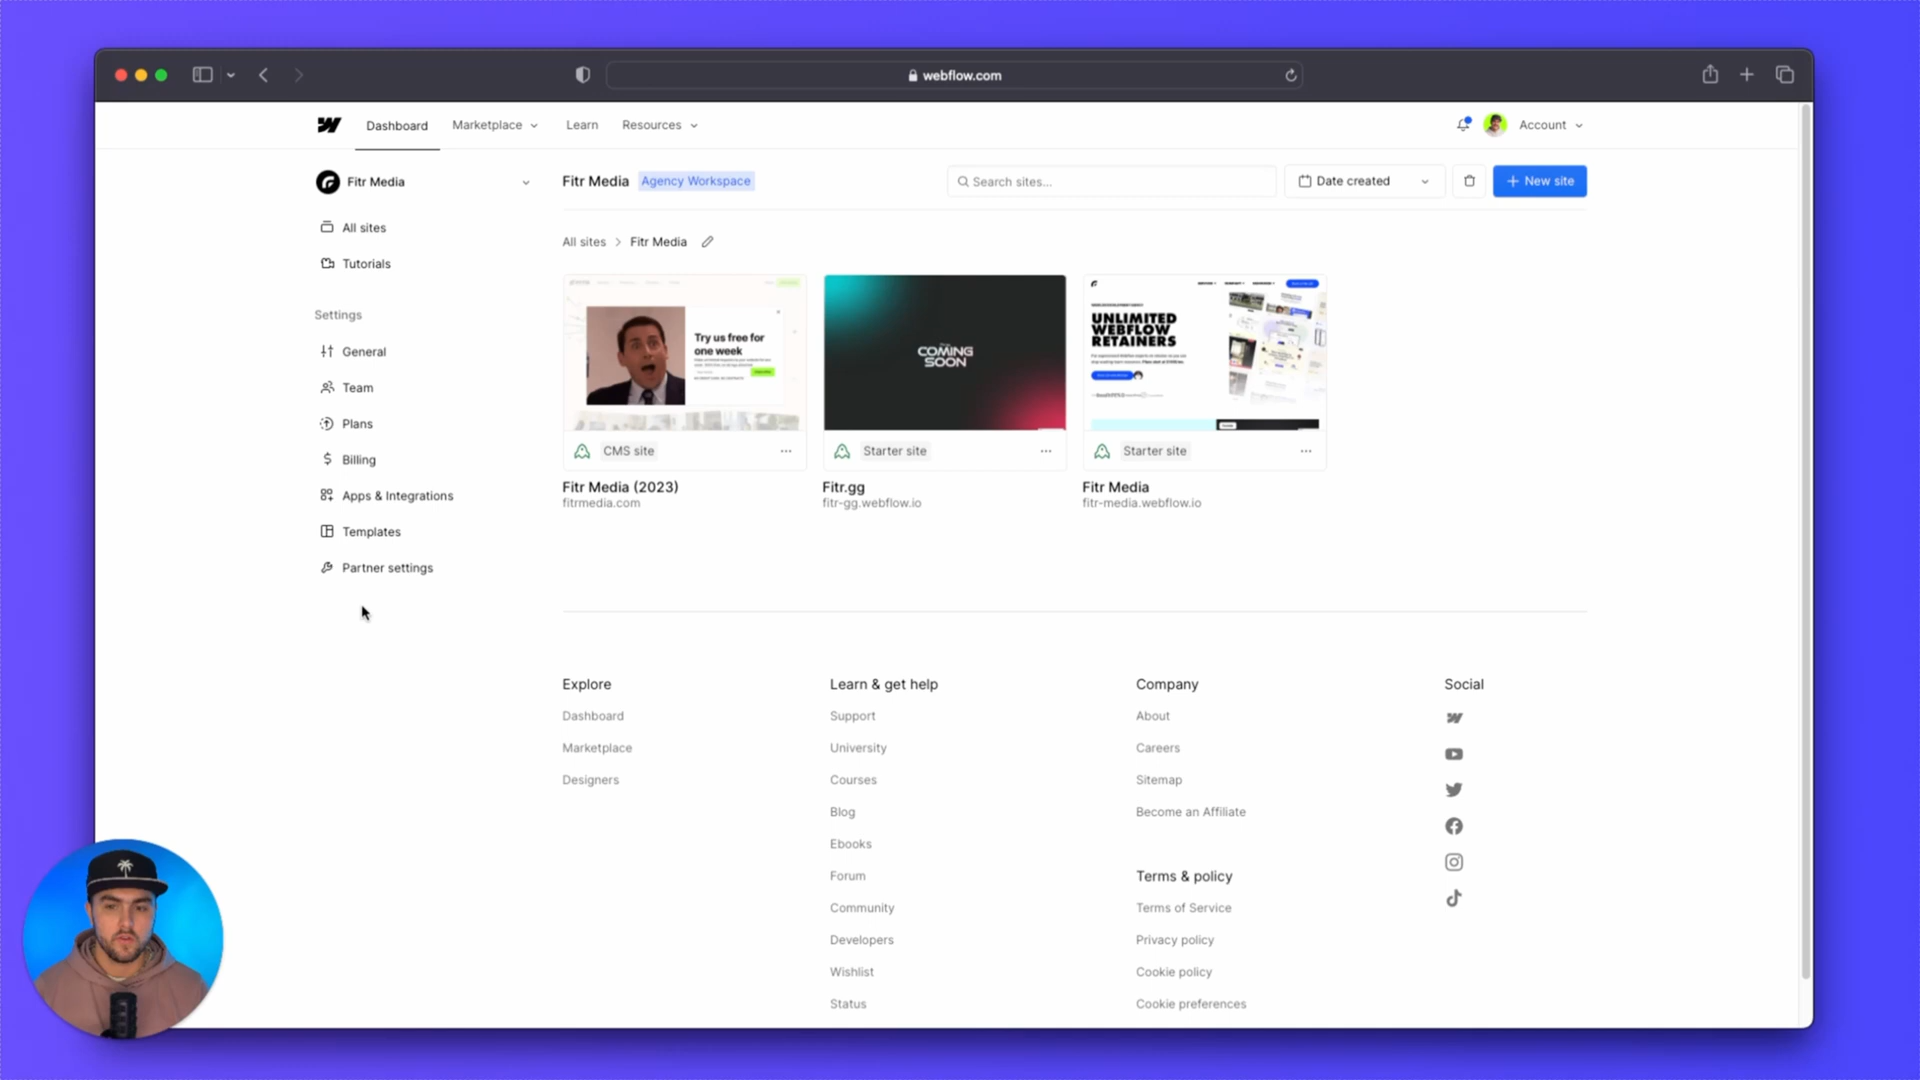 webflow.com
Dashboard
Marketplace
Learn
Resources
Account
Fitr Media
Fitr Media Agency Workspace
Search sites...
Date created
New site
All sites
Tutorials
Settings
General
Team
Plans
Billing
Apps & Integrations
Templates
Partner settings
All sites > Fitr Media
Try us free for
one week
CMS site
Fitr Media (2023)
fitrmedia.com
COMING
SOON
Starter site
Fitr.gg
fitr-gg.webflow.io
UNLIMITED
WEBFLOW
RETAINERS
Starter site
Fitr Media
fitr-media.webflow.io
Explore
Dashboard
Marketplace
Designers
Learn & get help
Support
University
Courses
Blog
Ebooks
Forum
Community
Developers
Wishlist
Status
Company
About
Careers
Sitemap
Become an Affiliate
Terms & policy
Terms of Service
Privacy policy
Cookie policy
Cookie preferences
Social